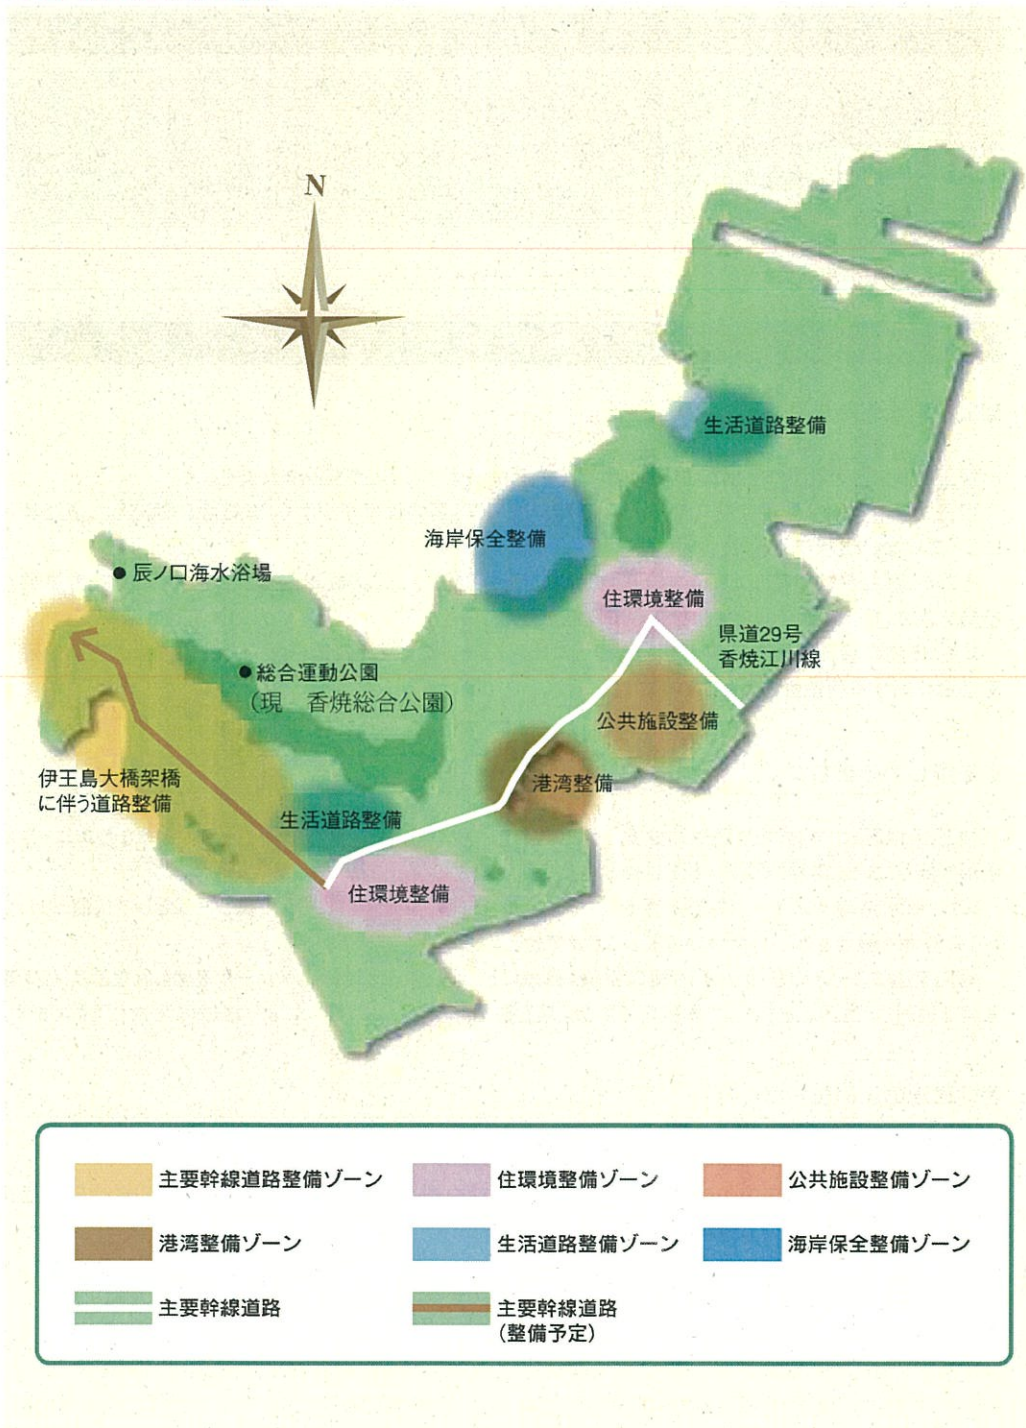 N
生活道路整備
海岸保全整備
辰ノ口海水浴場
住環境整備
県道29号
香焼江川線
総合運動公園
（現　香焼総合公園）
公共施設整備
伊王島大橋架橋
に伴う道路整備
港湾整備
生活道路整備
住環境整備
主要幹線道路整備ゾーン
住環境整備ゾーン
公共施設整備ゾーン
港湾整備ゾーン
生活道路整備ゾーン
海岸保全整備ゾーン
主要幹線道路
主要幹線道路
(整備予定)